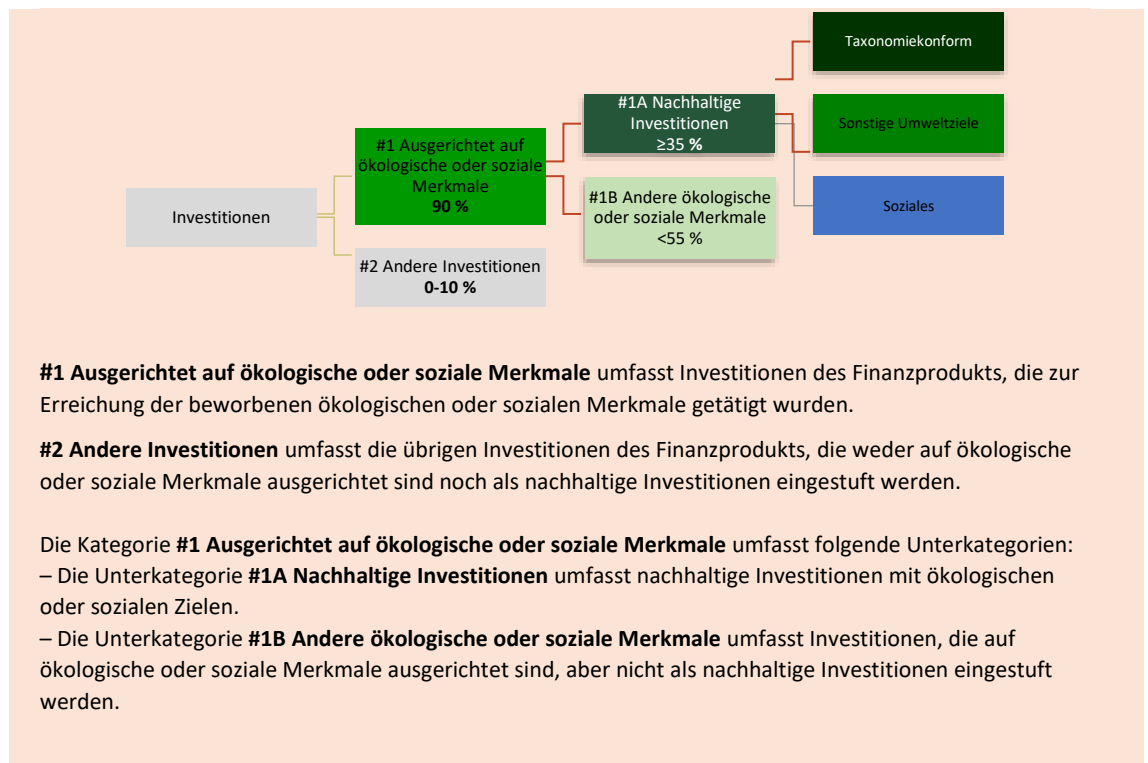 Taxonomiekonform
#1A Nachhaltige
Investitionen
≥35 %
Sonstige Umweltziele
#1 Ausgerichtet auf
ökologische oder soziale
Merkmale
90 %
#1B Andere ökologische
oder soziale Merkmale
<55 %
Soziales
Investitionen
#2 Andere Investitionen
0-10 %
#1 Ausgerichtet auf ökologische oder soziale Merkmale umfasst Investitionen des Finanzprodukts, die zur
Erreichung der beworbenen ökologischen oder sozialen Merkmale getätigt wurden.
#2 Andere Investitionen umfasst die übrigen Investitionen des Finanzprodukts, die weder auf ökologische
oder soziale Merkmale ausgerichtet sind noch als nachhaltige Investitionen eingestuft werden.
Die Kategorie #1 Ausgerichtet auf ökologische oder soziale Merkmale umfasst folgende Unterkategorien:
– Die Unterkategorie #1A Nachhaltige Investitionen umfasst nachhaltige Investitionen mit ökologischen
oder sozialen Zielen.
– Die Unterkategorie #1B Andere ökologische oder soziale Merkmale umfasst Investitionen, die auf
ökologische oder soziale Merkmale ausgerichtet sind, aber nicht als nachhaltige Investitionen eingestuft
werden.